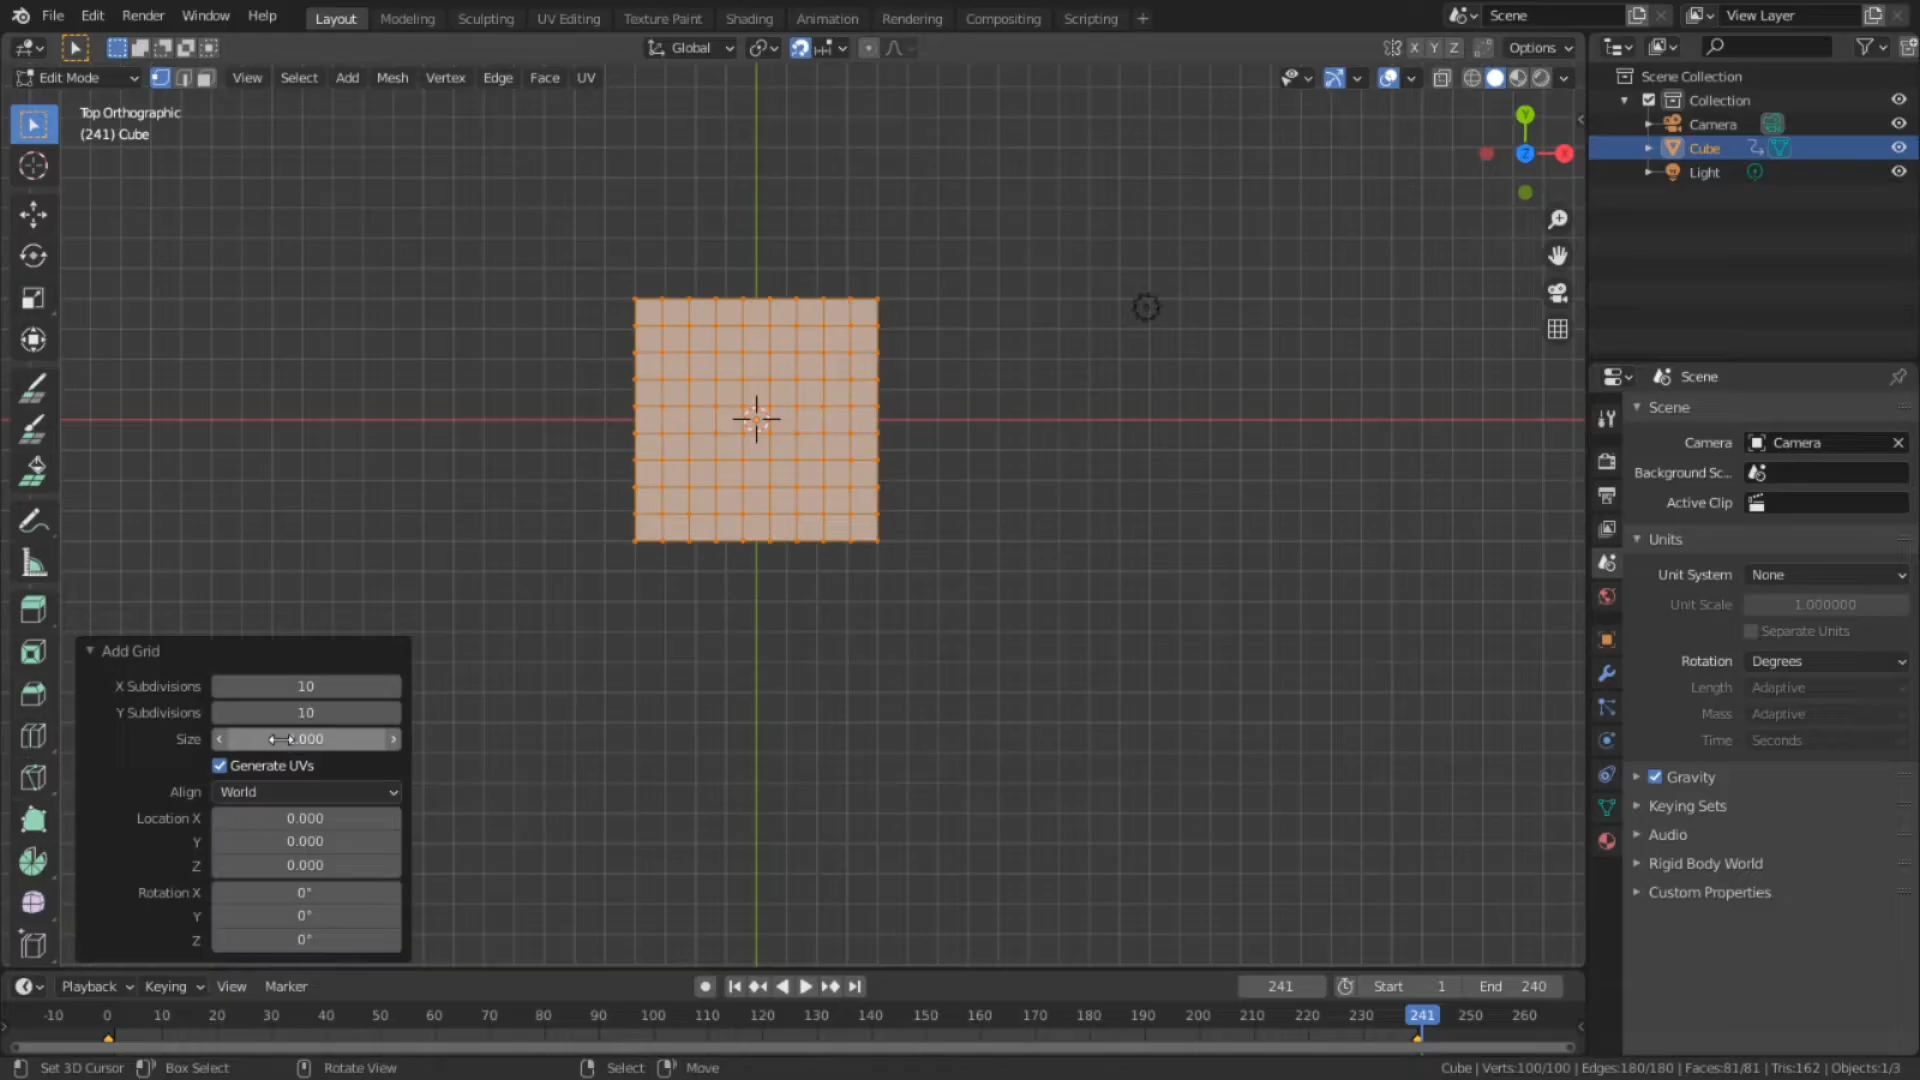 File Edit Render Window Help Layout Modeling Sculpting UV Editing Texture Paint Shading Animation Rendering Compositing Scripting + Scene View Layer
Global Options
X Y Z
Edit Mode View Select Add Mesh Vertex Edge Face UV
Top Orthographic
(241) Cube
Y
Z
X
Scene Collection
Collection
Camera
Cube
Light
Scene
Scene
Camera Camera
Background Sc...
Active Clip
Units
Unit System None
Unit Scale 1.000000
Separate Units
Rotation Degrees
Length Adaptive
Mass Adaptive
Time Seconds
Gravity
Keying Sets
Audio
Rigid Body World
Custom Properties
Add Grid
X Subdivisions 10
Y Subdivisions 10
Size .000
Generate UVs
Align World
Location X 0.000
Y 0.000
Z 0.000
Rotation X 0°
Y 0°
Z 0°
Playback Keying View Marker 241 Start 1 End 240
-10 0 10 20 30 40 50 60 70 80 90 100 110 120 130 140 150 160 170 180 190 200 210 220 230 241 250 260
Set 3D Cursor Box Select Rotate View Select Move Cube | Verts:100/100 | Edges:180/180 | Faces:81/81 | Tris:162 | Objects:1/3